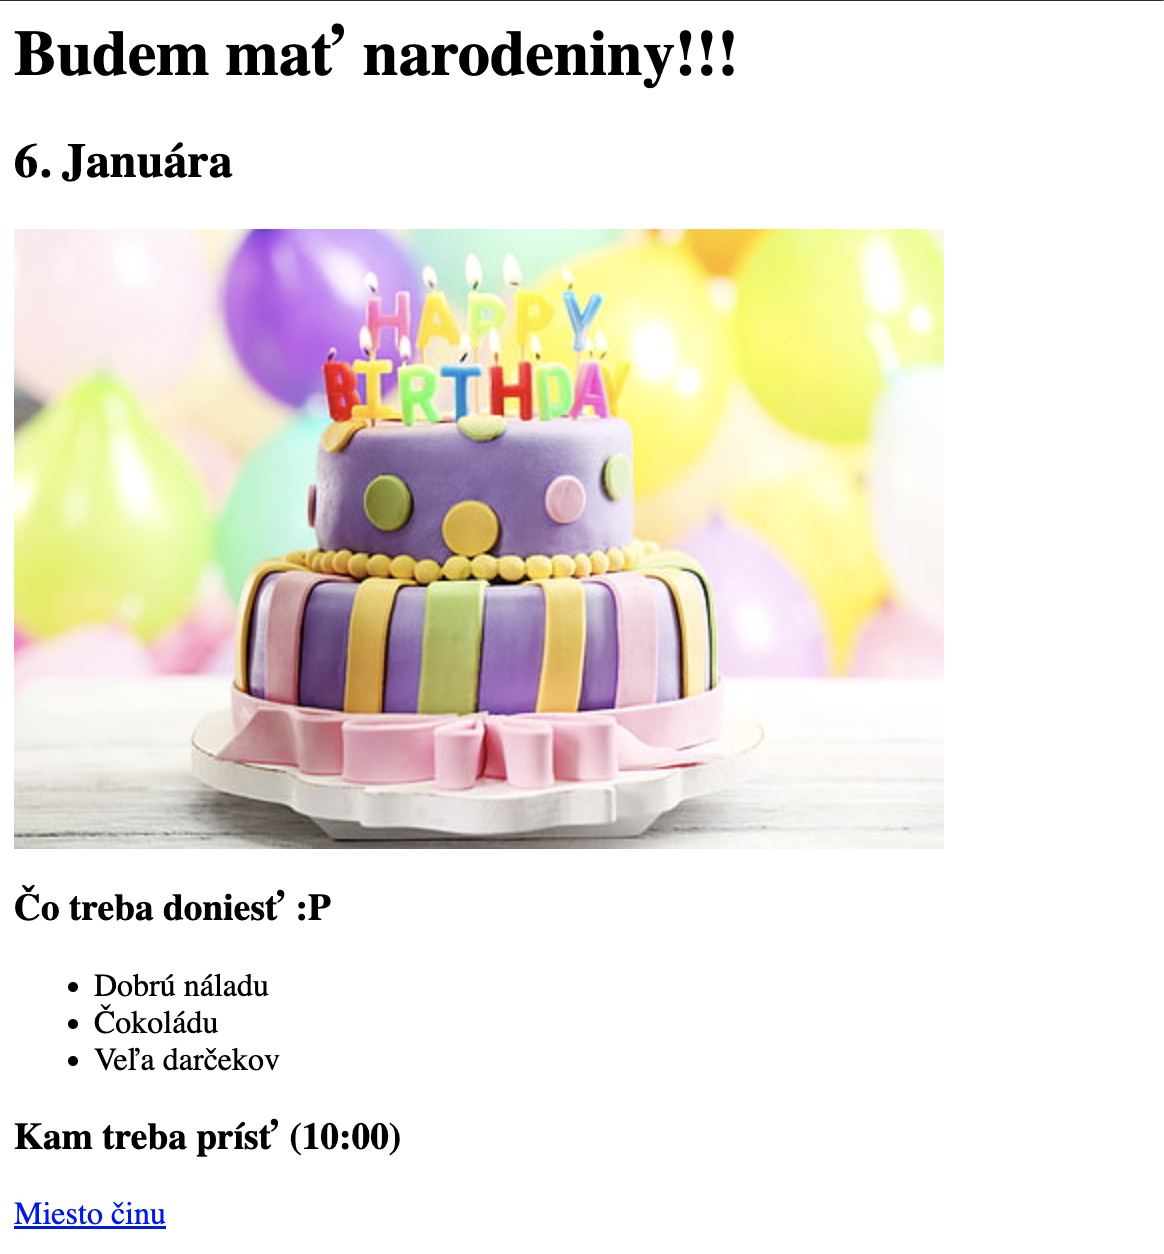 Budem mať narodeniny!!!
6. Januára
HAPPY
BIRTHDAY
Čo treba doniesť :P
Dobrú náladu
Čokoládu
Veľa darčekov
Kam treba prísť (10:00)
Miesto činu